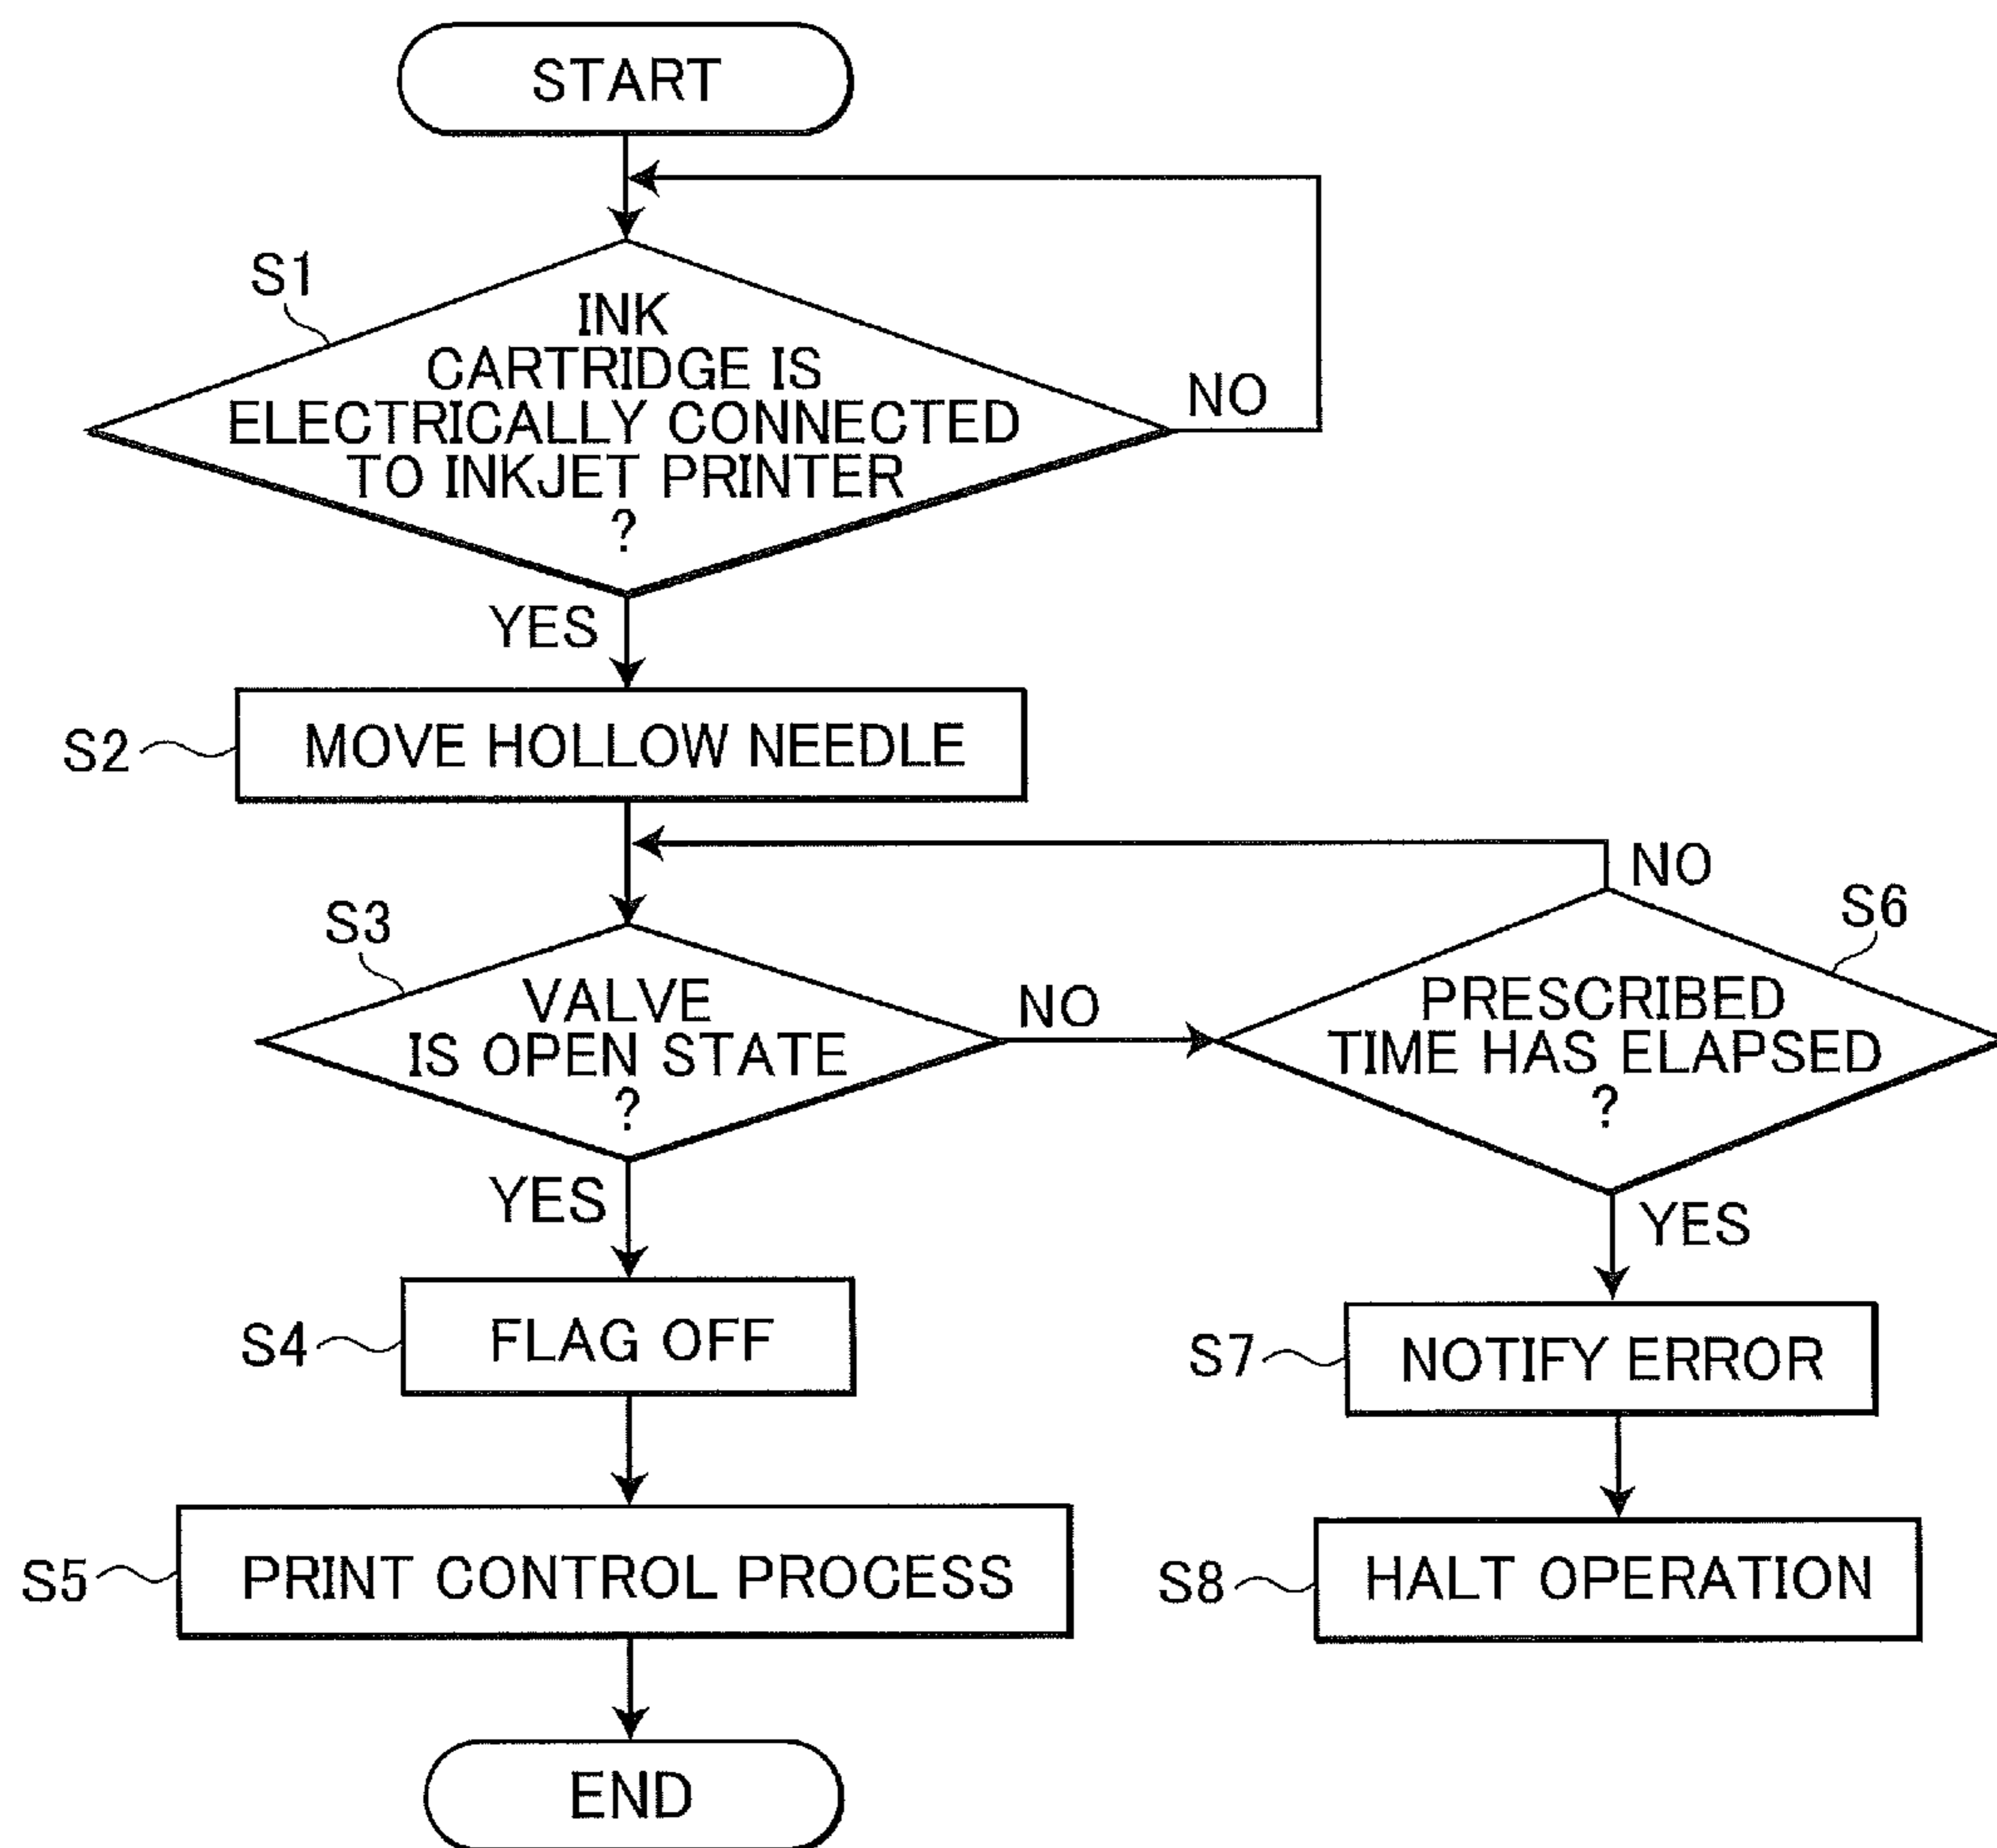 START
S1
INK
CARTRIDGE IS
ELECTRICALLY CONNECTED
TO INKJET PRINTER
?
NO
YES
S2
MOVE HOLLOW NEEDLE
S3
VALVE
IS OPEN STATE
?
NO
YES
S6
PRESCRIBED
TIME HAS ELAPSED
?
NO
YES
S4
FLAG OFF
S7
NOTIFY ERROR
S5
PRINT CONTROL PROCESS
S8
HALT OPERATION
END